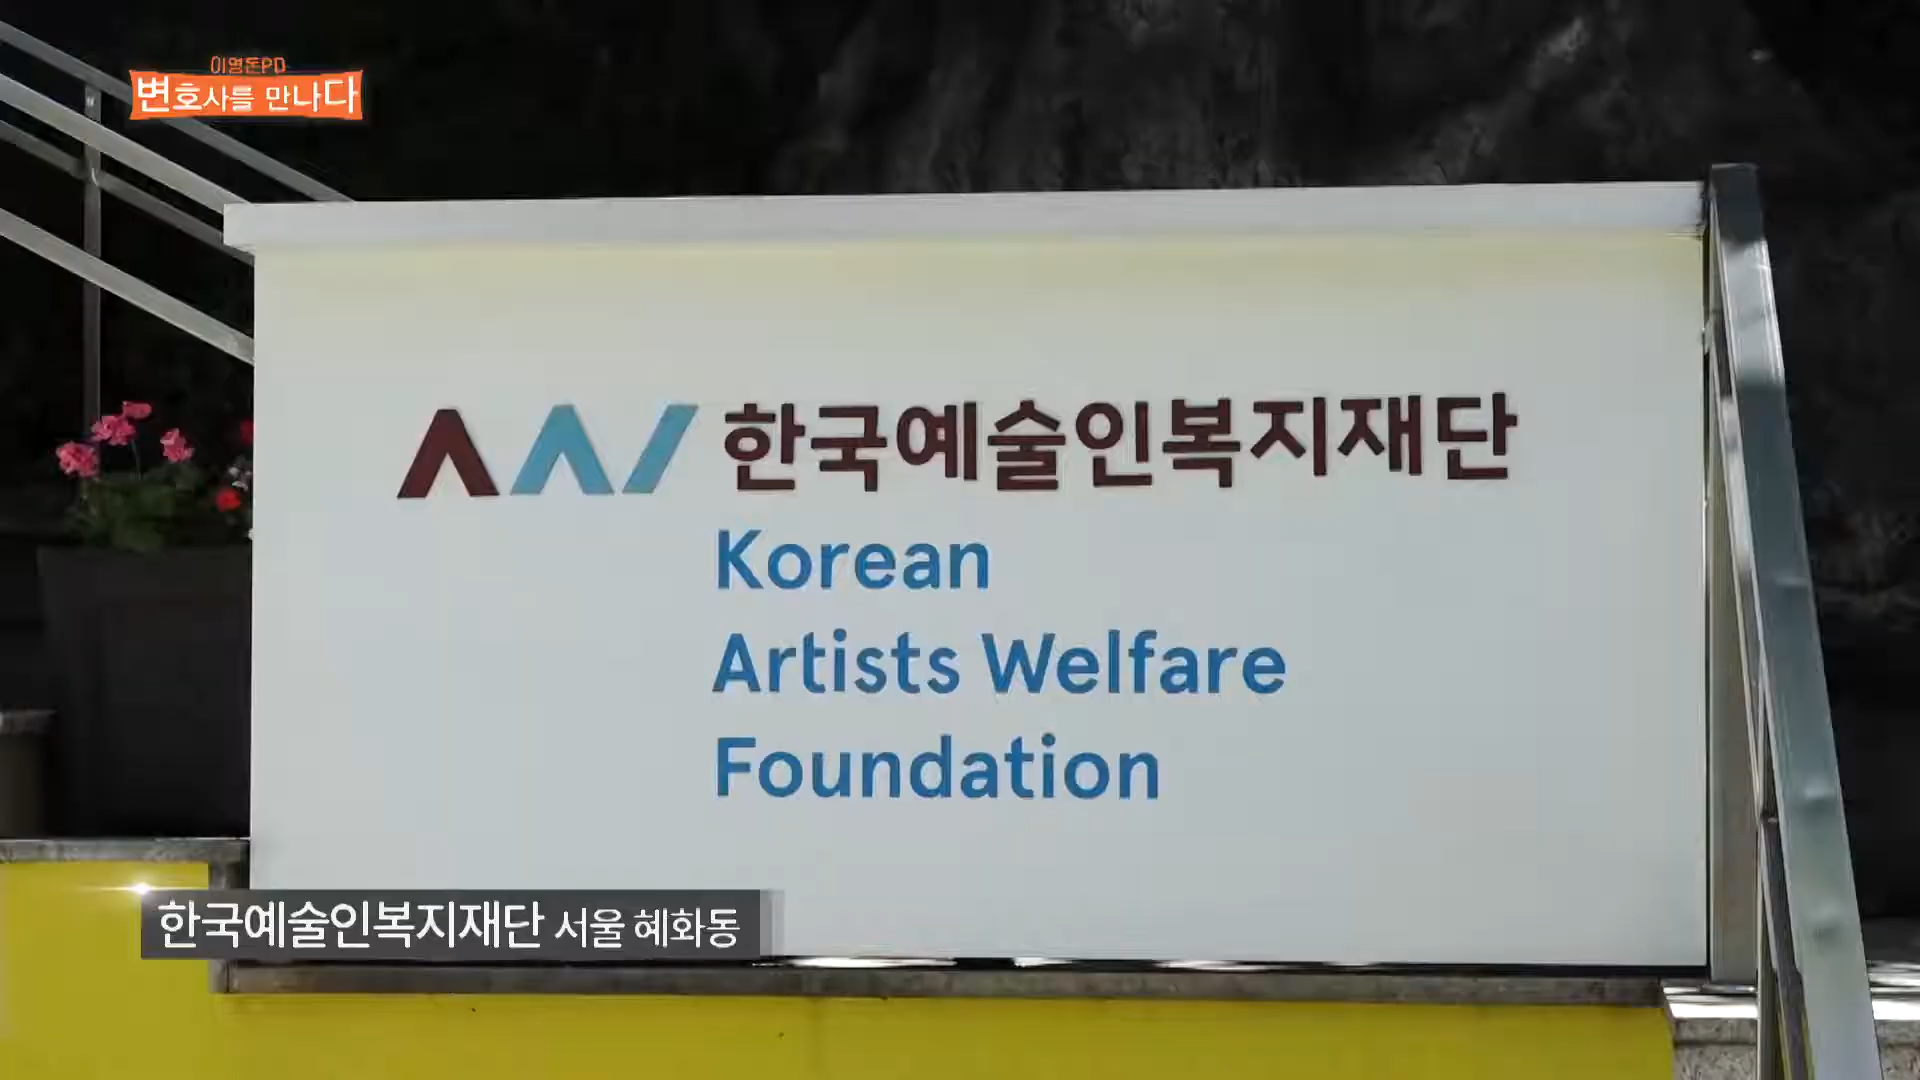 이영돈PD
변호사를 만나다
한국예술인복지재단
Korean
Artists Welfare
Foundation
한국예술인복지재단 서울 혜화동